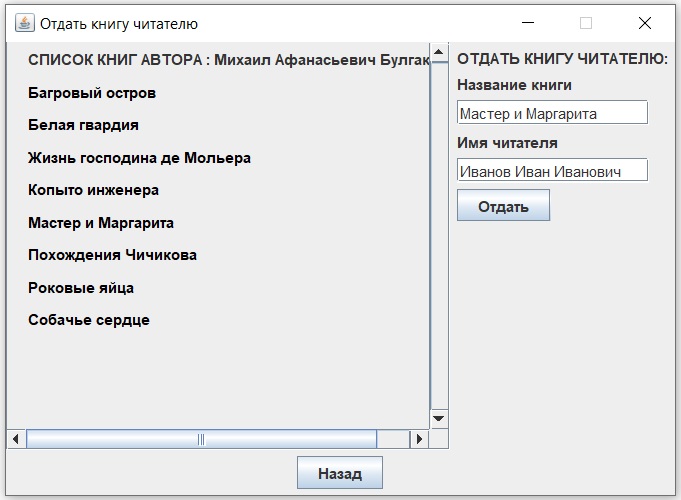 Отдать книгу читателю
СПИСОК КНИГ АВТОРА : Михаил Афанасьевич Булгак
Багровый остров
Белая гвардия
Жизнь господина де Мольера
Копыто инженера
Мастер и Маргарита
Похождения Чичикова
Роковые яйца
Собачье сердце
ОТДАТЬ КНИГУ ЧИТАТЕЛЮ:
Название книги
Мастер и Маргарита
Имя читателя
Иванов Иван Иванович
Отдать
Назад